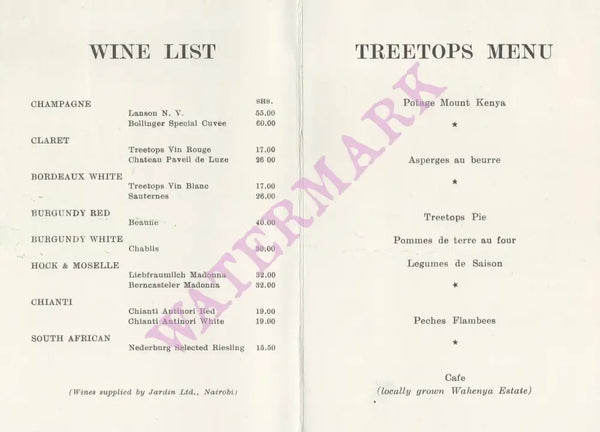 WINE LIST
SHS.
CHAMPAGNE
Lanson N. V. 55.00
Bollinger Special Cuvee 60.00
CLARET
Treetops Vin Rouge 17.00
Chateau Paveil de Luze 26 00
BORDEAUX WHITE
Treetops Vin Blanc 17.00
Sauternes 26.00
BURGUNDY RED
Beaune 40.00
BURGUNDY WHITE
Chablis 30.00
HOCK & MOSELLE
Liebfraumilch Madonna 32.00
Berncasteler Madonna 32.00
CHIANTI
Chianti Antinori Red 19.00
Chianti Antinori White 19.00
SOUTH AFRICAN
Nederburg Selected Riesling 15.50
(Wines supplied by Jardin Ltd., Nairobi)
TREETOPS MENU
Potage Mount Kenya
*
Asperges au beurre
*
Treetops Pie
Pommes de terre au four
Legumes de Saison
*
Peches Flambees
*
Cafe
(locally grown Wahenya Estate)
WATERMARK